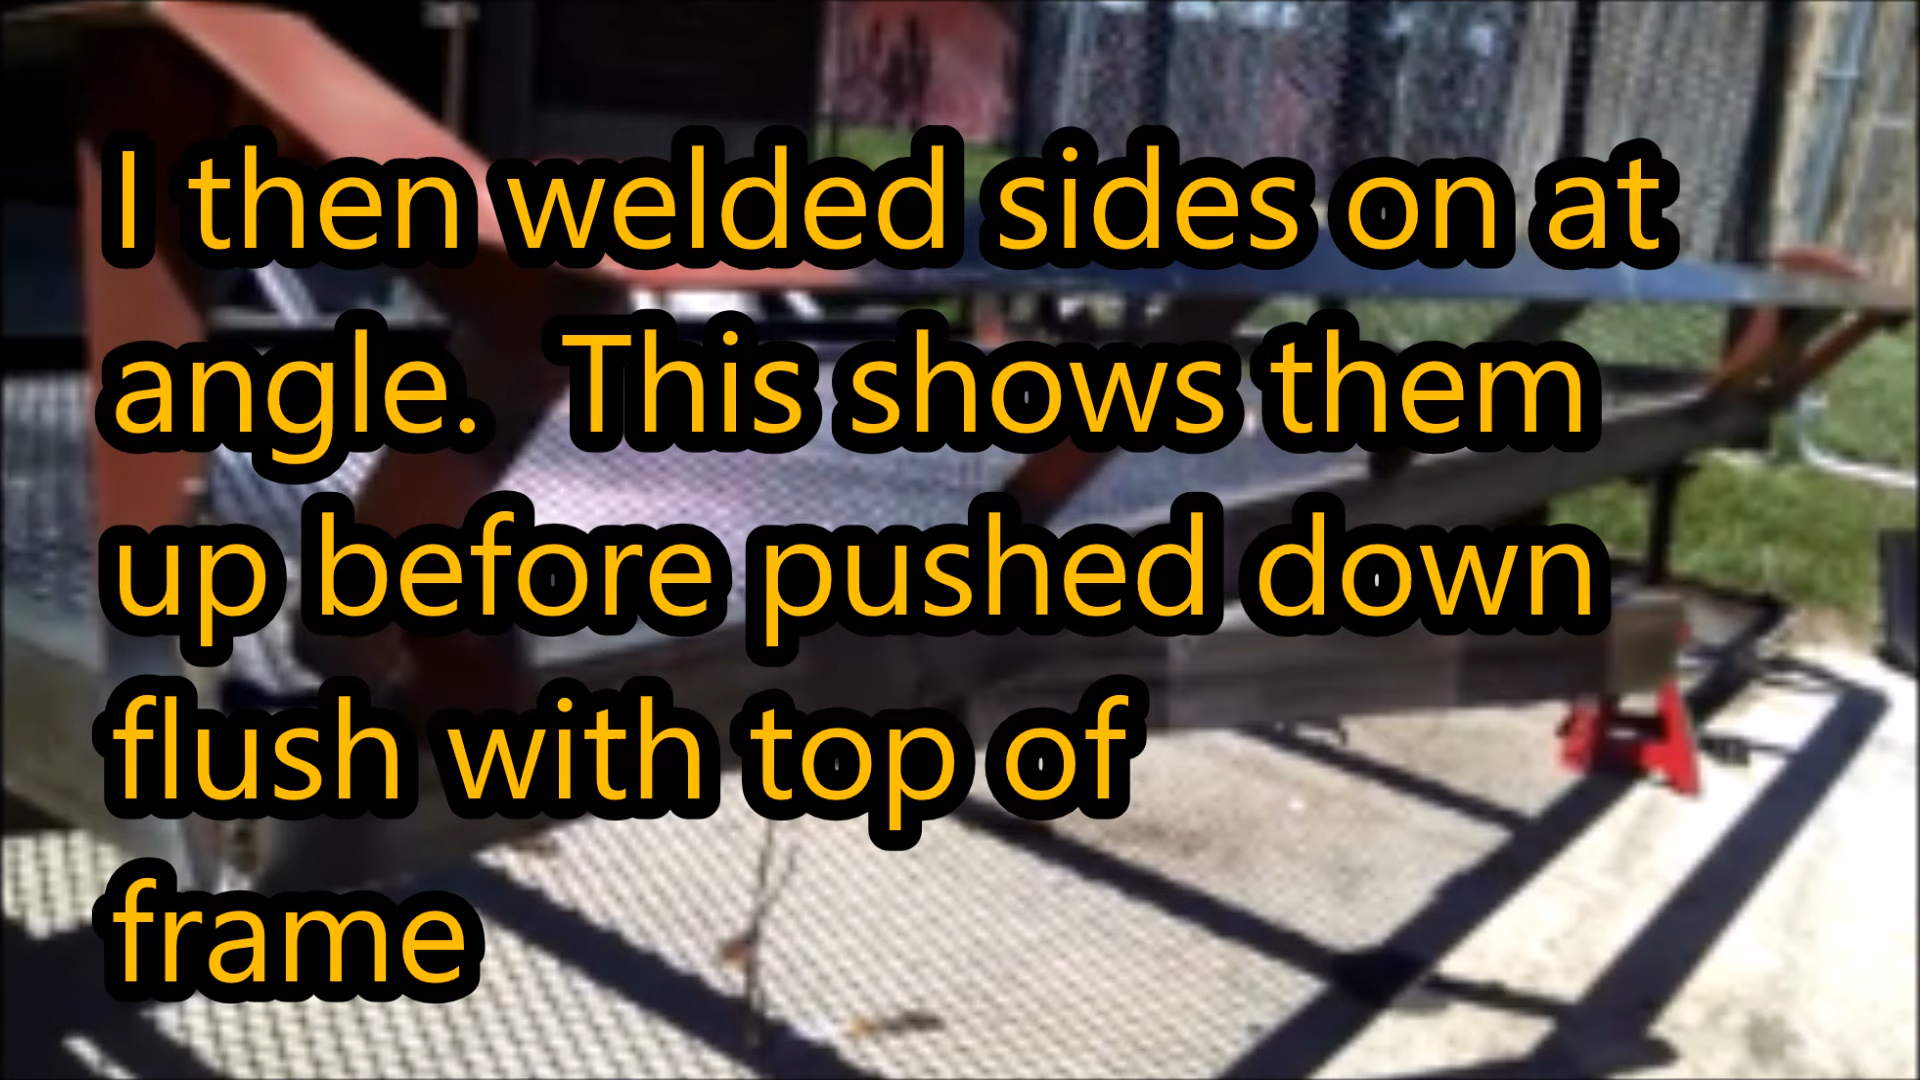 I then welded sides on at
angle.  This shows them
up before pushed down
flush with top of
frame